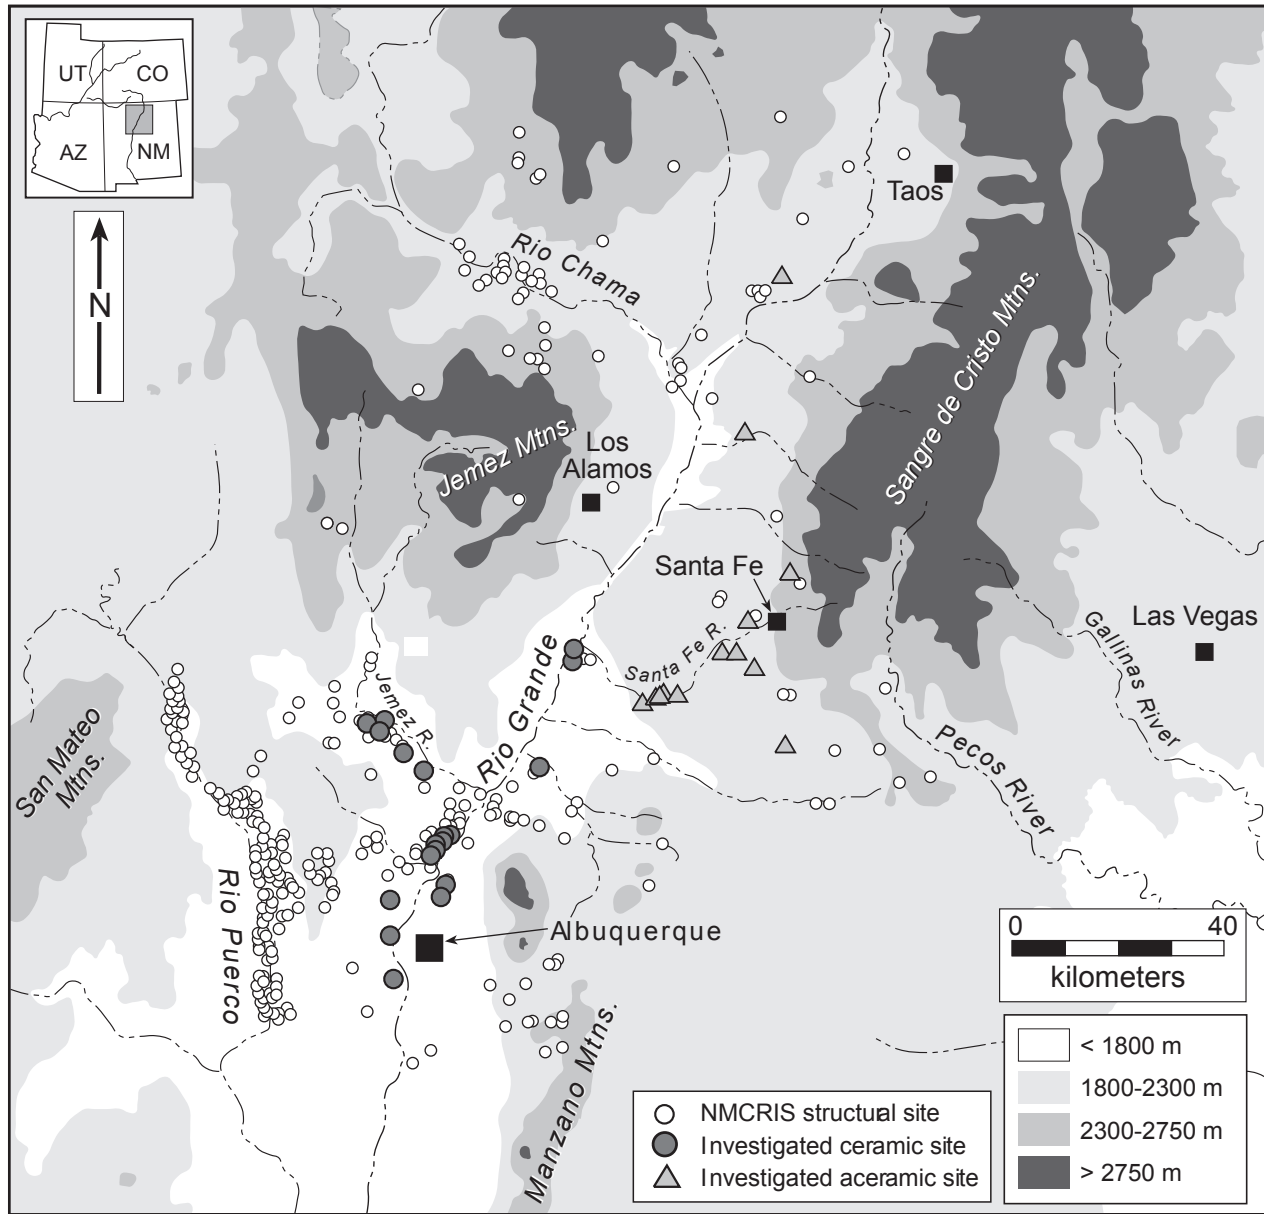 UT
CO
AZ
NM
N
Taos
Rio Chama
Sangre de Cristo Mtns.
Jemez Mtns.
Los
Alamos
Santa Fe
Las Vegas
Gallinas River
Santa Fe R.
Rio Grande
Jemez R.
San Mateo
Mtns.
Pecos River
Rio Puerco
Albuquerque
Manzano Mtns.
0 40
kilometers
< 1800 m
1800-2300 m
2300-2750 m
> 2750 m
NMCRIS structural site
Investigated ceramic site
Investigated aceramic site